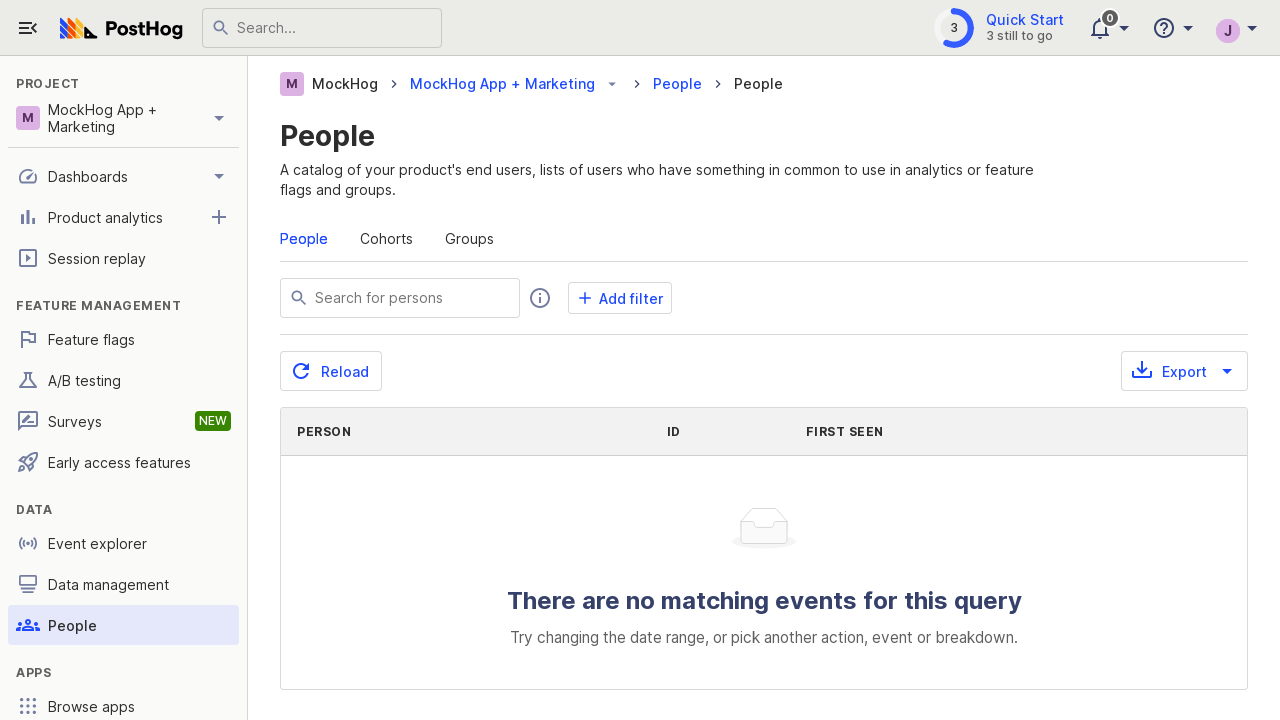 PostHog
Search...
3
Quick Start
3 still to go
0
J
PROJECT
M
MockHog App +
Marketing
Dashboards
Product analytics
Session replay
FEATURE MANAGEMENT
Feature flags
A/B testing
Surveys
NEW
Early access features
DATA
Event explorer
Data management
People
APPS
Browse apps
M MockHog MockHog App + Marketing People People
People
A catalog of your product's end users, lists of users who have something in common to use in analytics or feature
flags and groups.
People Cohorts Groups
Search for persons
Add filter
Reload
Export
PERSON ID FIRST SEEN
There are no matching events for this query
Try changing the date range, or pick another action, event or breakdown.